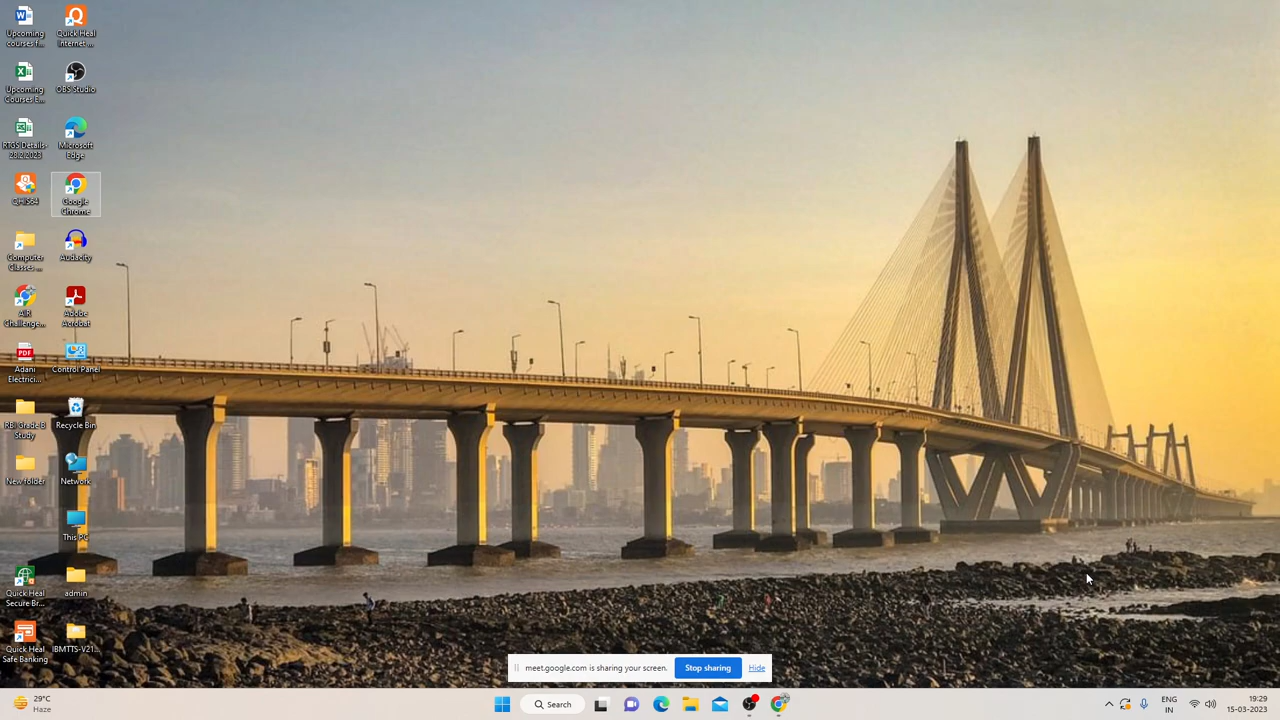 Upcoming
courses f...
Quick Heal
Internet ...
Upcoming
Courses E...
OBS Studio
RTGS Details-
28.2.2023
Microsoft
Edge
QHIS64
Google
Chrome
Computer
Classes ...
Audacity
AIR
Challenge...
Adobe
Acrobat
PDF
Adani
Electrici...
Control Panel
RBI Grade B
Study
Recycle Bin
New folder
Network
This PC
Quick Heal
Secure Br...
admin
Quick Heal
Safe Banking
IBMTTS-V21...
meet.google.com is sharing your screen.
Stop sharing
Hide
29°C
Haze
Search
ENG
IN
19:29
15-03-2023